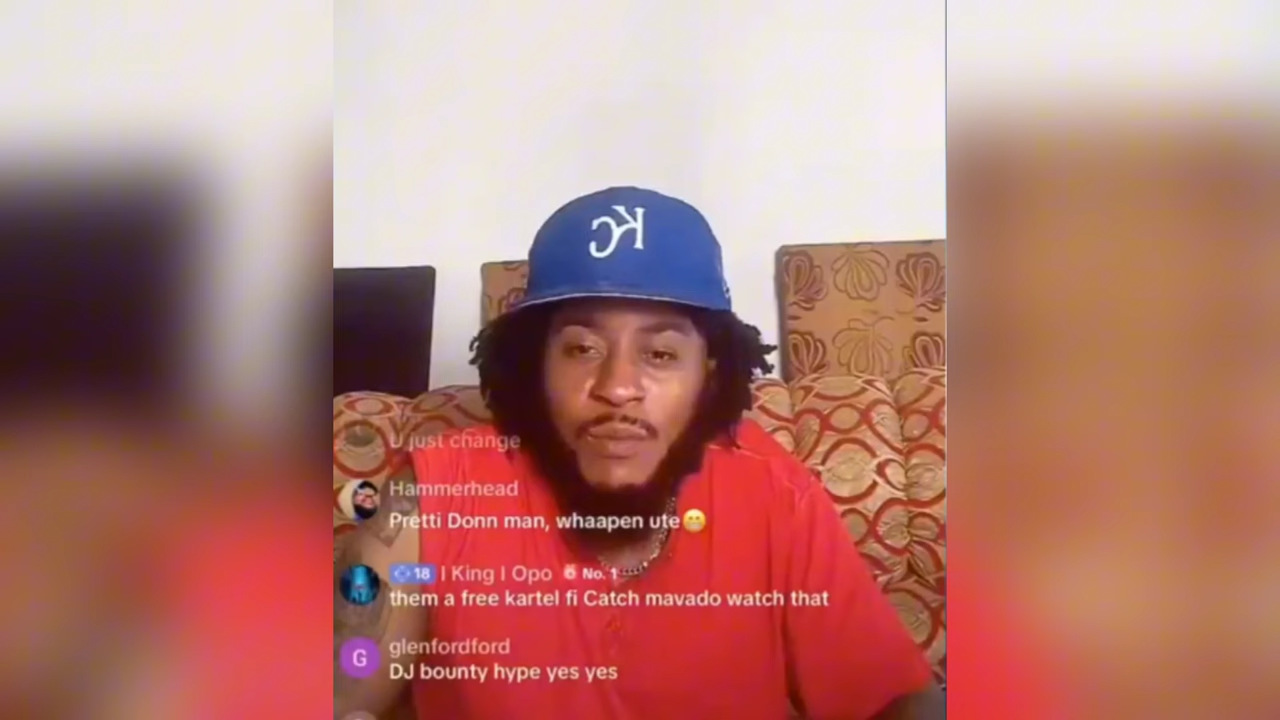 KC
U just change
Hammerhead
Pretti Donn man, whaapen ute😁
18 I King I Opo No. 1
them a free kartel fi Catch mavado watch that
G
glenfordford
DJ bounty hype yes yes